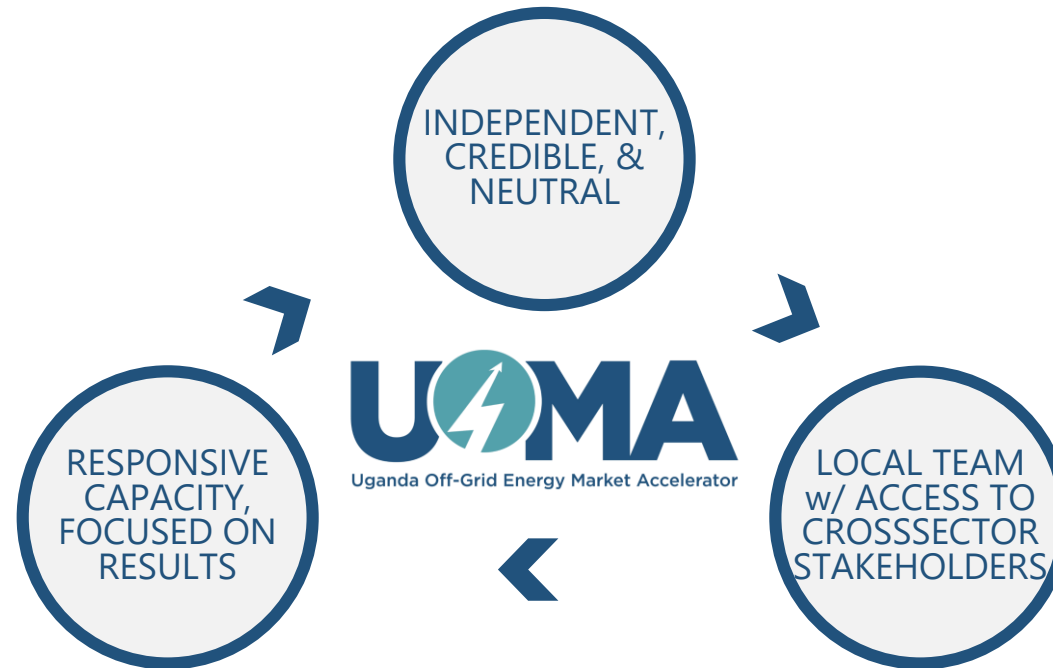 INDEPENDENT,
CREDIBLE, &
NEUTRAL
UOMA
Uganda Off-Grid Energy Market Accelerator
RESPONSIVE
CAPACITY,
FOCUSED ON
RESULTS
LOCAL TEAM
w/ ACCESS TO
CROSSSECTOR
STAKEHOLDERS